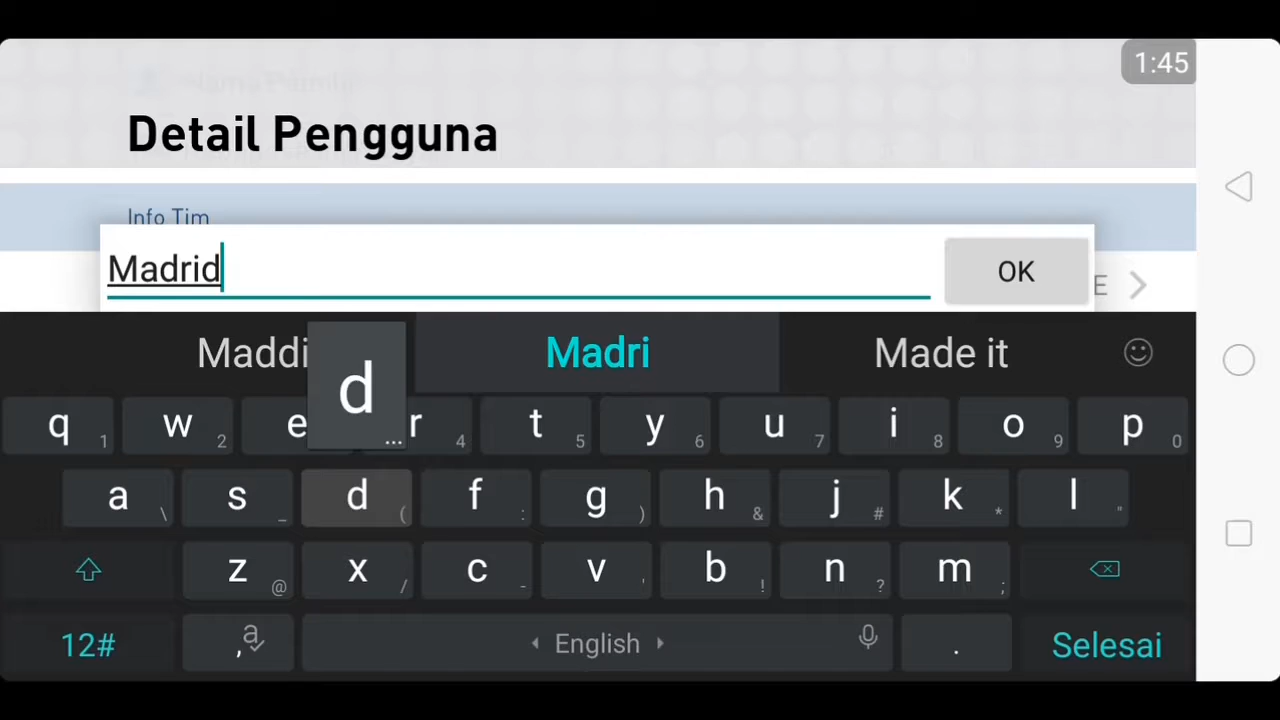 1:45
Detail Pengguna
Info Tim
Madrid
OK
E
Maddi
Madri
Made it
d
...
q 1 w 2 e r 4 t 5 y 6 u 7 i 8 o 9 p 0
a \ s _ d ( f : g ) h & j # k * l "
z @ x / c - v ' b ! n ? m ;
12# , a English . Selesai